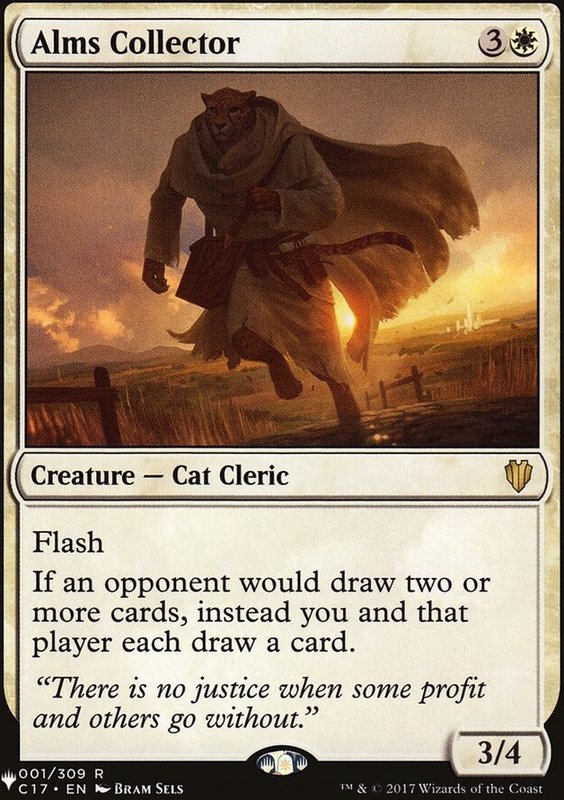 Alms Collector 3
Creature — Cat Cleric
Flash
If an opponent would draw two or
more cards, instead you and that
player each draw a card.
“There is no justice when some profit
and others go without.”
3/4
001/309 R
C17 • EN BRAM SELS ™ & © 2017 Wizards of the Coast